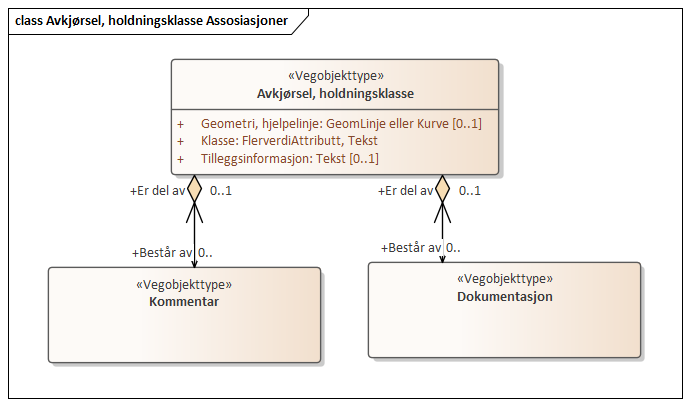 class Avkjørsel, holdningsklasse Assosiasjoner
«Vegobjekttype»
Avkjørsel, holdningsklasse
+ Geometri, hjelpelinje: GeomLinje eller Kurve [0..1]
+ Klasse: FlerverdiAttributt, Tekst
+ Tilleggsinformasjon: Tekst [0..1]
+Er del av 0..1 +Er del av 0..1
+Består av 0.. +Består av 0..
«Vegobjekttype» «Vegobjekttype»
Kommentar Dokumentasjon